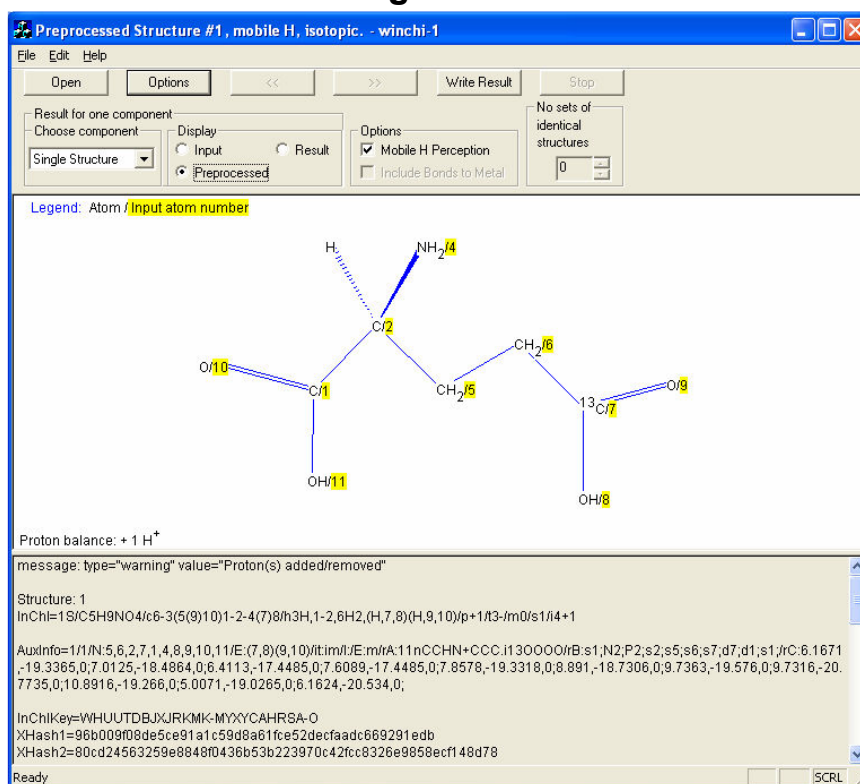 Preprocessed Structure #1, mobile H, isotopic. - winchi-1
File Edit Help
Open Options << >> Write Result Stop
Result for one component
Choose component
Single Structure
Display
Input Result
Preprocessed
Options
Mobile H Perception
Include Bonds to Metal
No sets of
identical
structures
0
Legend: Atom / Input atom number
H NH2/4
C/2
CH2/6
O/10
C/1
CH2/5
O/9
13C/7
OH/11
OH/8
Proton balance: + 1 H+
message: type="warning" value="Proton(s) added/removed"
Structure: 1
InChI=1S/C5H9NO4/c6-3(5(9)10)1-2-4(7)8/h3H,1-2,6H2,(H,7,8)(H,9,10)/p+1/t3-/m0/s1/i4+1
AuxInfo=1/1/N:5,6,2,7,1,4,8,9,10,11/E:(7,8)(9,10)/it:im/I:/E:m/rA:11nCCHN+CCC.i13OOOO/rB:s1;N2;P2;s2;s5;s6;s7;d7;d1;s1;/rC:6.1671
,-19.3365,0;7.0125,-18.4864,0;6.4113,-17.4485,0;7.6089,-17.4485,0;7.8578,-19.3318,0;8.891,-18.7306,0;9.7363,-19.576,0;9.7316,-20.
7735,0;10.8916,-19.266,0;5.0071,-19.0265,0;6.1624,-20.534,0;
InChIKey=WHUUTDBJXJRKMK-MYXYCAHRSA-O
XHash1=96b009f08de5ce91a1c59d8a61fce52decfaadc669291edb
XHash2=80cd24563259e8848f0436b53b223970c42fcc8326e9858ecf148d78
Ready SCRL